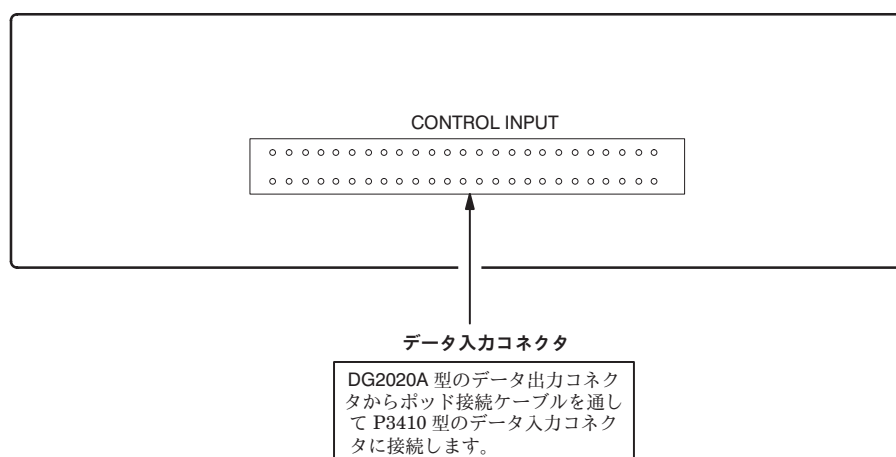 CONTROL INPUT
データ入力コネクタ
DG2020A 型のデータ出力コネク
タからポッド接続ケーブルを通し
て P3410 型のデータ入力コネク
タに接続します。